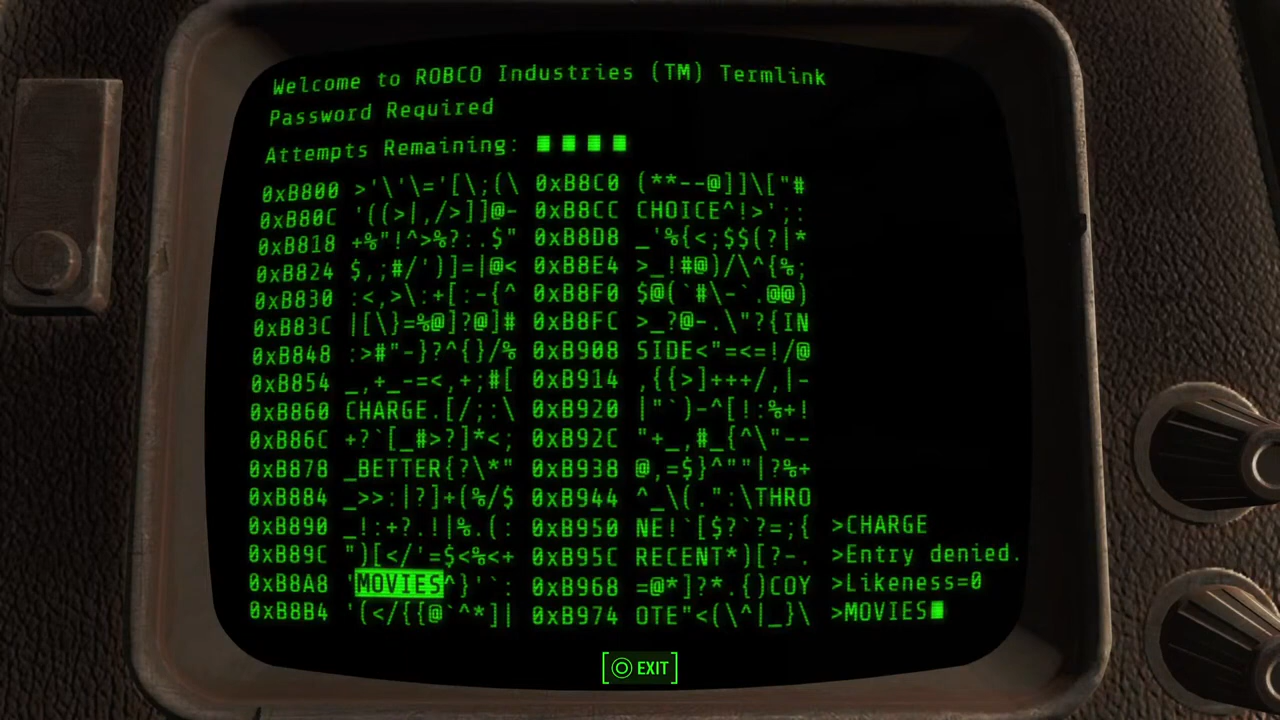 Welcome to ROBCO Industries (TM) Termlink
Password Required
Attempts Remaining: ■ ■ ■ ■
0xB800 >'\'\='[\;(\ 0xB8C0 (**--@]]\["#
0xB80C '((>|,/>]]@- 0xB8CC CHOICE^!>';:
0xB818 +%"!^>%?:.$" 0xB8D8 _'%{<;$$(?|*
0xB824 $,;#/')]=|@< 0xB8E4 >_!#@)/\^{%;
0xB830 :<,>\:+[:-{^ 0xB8F0 $@(`#\-`.@@)
0xB83C |[\}=%@]?@]# 0xB8FC >_?@-.\"?{IN
0xB848 :>#"-}?^{}/% 0xB908 SIDE<"=<=!/@
0xB854 _,+_-=<,+;#[ 0xB914 ,{{>]+++/,|-
0xB860 CHARGE.[/;:\ 0xB920 |"`)-^[!:%+!
0xB86C +?`[_#>?]*<; 0xB92C "+_,#_{^\"--
0xB878 _BETTER{?\*" 0xB938 @,=$}^""|?%+
0xB884 _>>:|?]+(%/$ 0xB944 ^_\(.":\THRO
0xB890 _!:+?.!|%.(: 0xB950 NE!`[$?`?=;{ >CHARGE
0xB89C ")[</'=$<%<+ 0xB95C RECENT*)[?-. >Entry denied.
0xB8A8 'MOVIES^}'`: 0xB968 =@*]?*.{)COY >Likeness=0
0xB8B4 '(</{{@`^*]| 0xB974 OTE"<(\^|_}\ >MOVIES■
EXIT